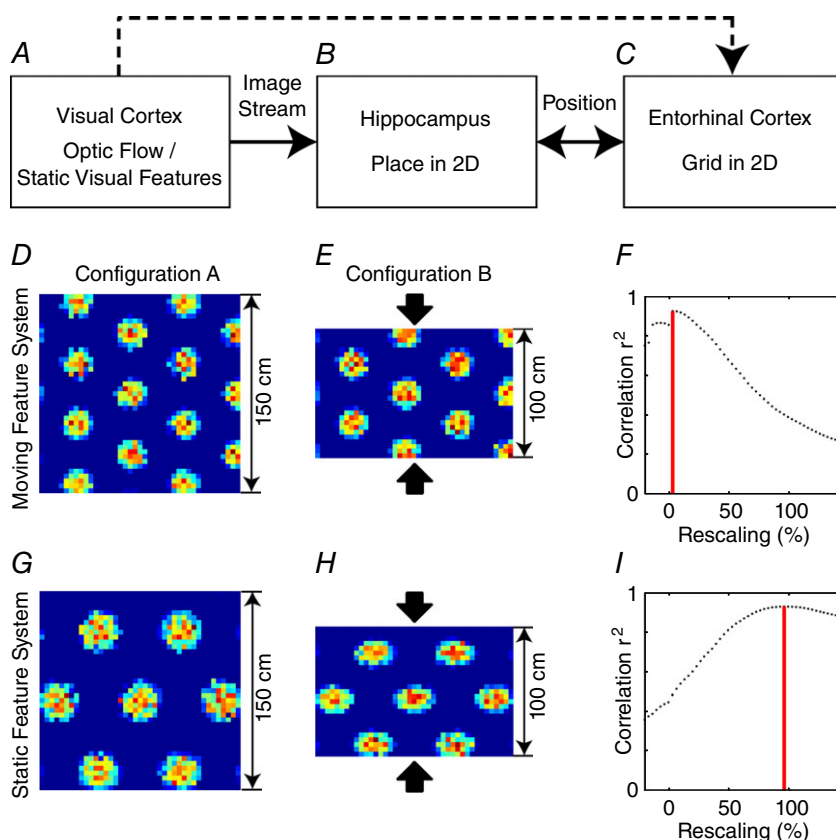 A
B
C
Visual Cortex
Optic Flow /
Static Visual Features
Image
Stream
Hippocampus
Place in 2D
Position
Entorhinal Cortex
Grid in 2D
D
Configuration A
E
Configuration B
F
Moving Feature System
150 cm
100 cm
Correlation r²
1
0
0
50
100
Rescaling (%)
G
H
I
Static Feature System
150 cm
100 cm
Correlation r²
1
0
0
50
100
Rescaling (%)